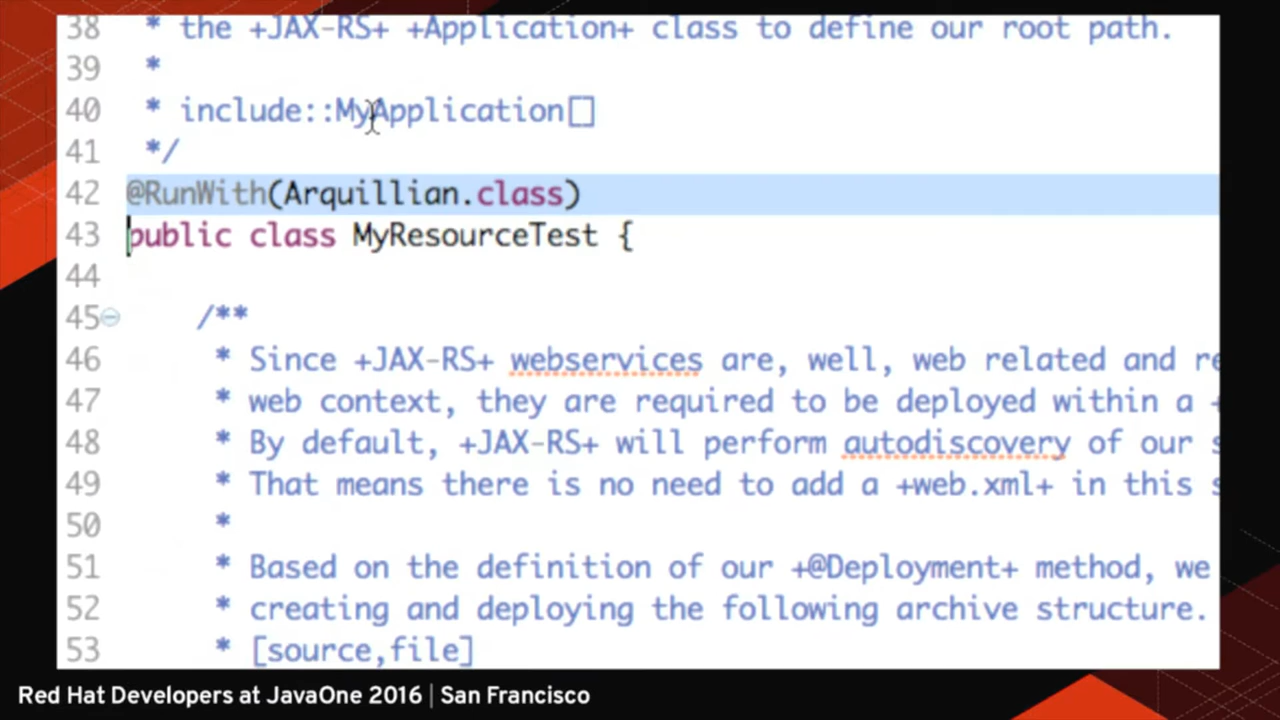 38 * the +JAX-RS+ +Application+ class to define our root path.
39 *
40 * include::MyApplication[]
41 */
42 @RunWith(Arquillian.class)
43 public class MyResourceTest {
44
45 /**
46 * Since +JAX-RS+ webservices are, well, web related and re
47 * web context, they are required to be deployed within a +
48 * By default, +JAX-RS+ will perform autodiscovery of our s
49 * That means there is no need to add a +web.xml+ in this s
50 *
51 * Based on the definition of our +@Deployment+ method, we
52 * creating and deploying the following archive structure.
53 * [source,file]
Red Hat Developers at JavaOne 2016 | San Francisco